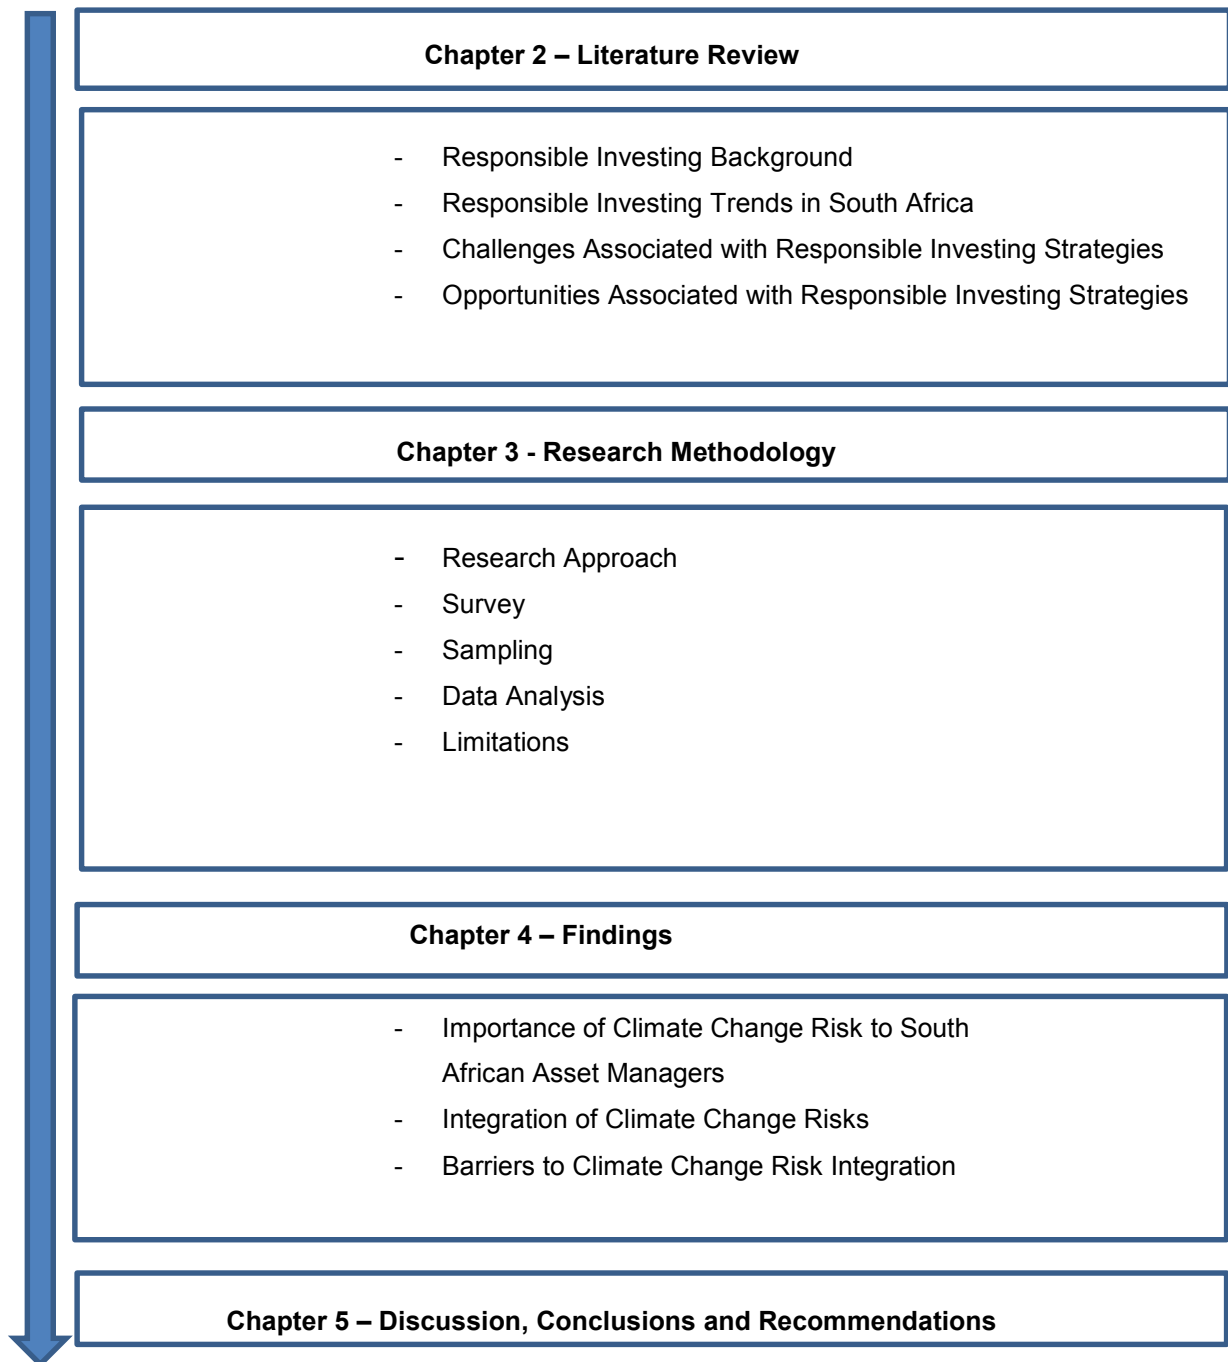 Chapter 2 – Literature Review
- Responsible Investing Background
- Responsible Investing Trends in South Africa
- Challenges Associated with Responsible Investing Strategies
- Opportunities Associated with Responsible Investing Strategies
Chapter 3 - Research Methodology
- Research Approach
- Survey
- Sampling
- Data Analysis
- Limitations
Chapter 4 – Findings
- Importance of Climate Change Risk to South
African Asset Managers
- Integration of Climate Change Risks
- Barriers to Climate Change Risk Integration
Chapter 5 – Discussion, Conclusions and Recommendations